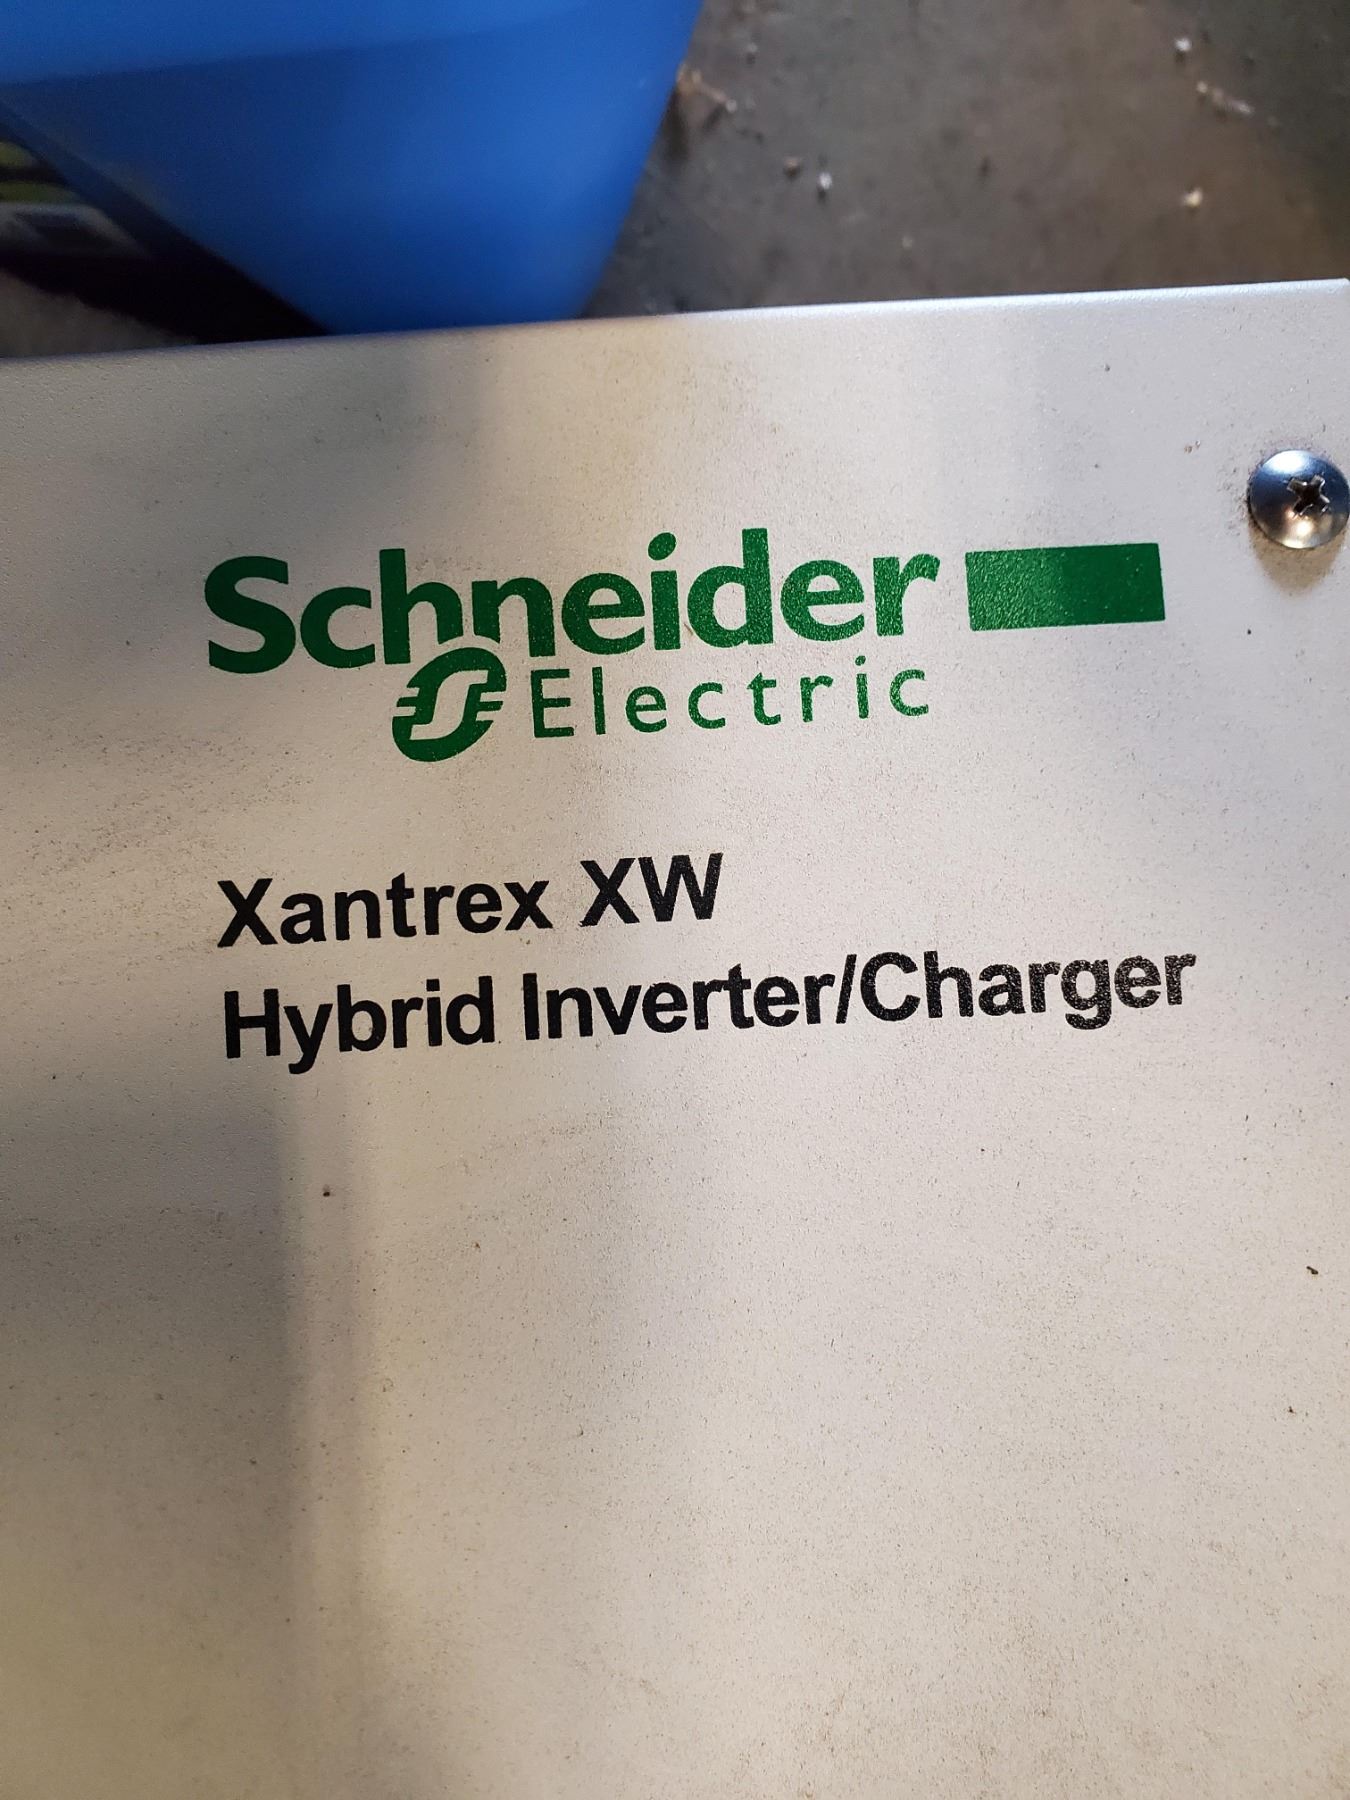 Schneider
Electric
Xantrex XW
Hybrid Inverter/Charger